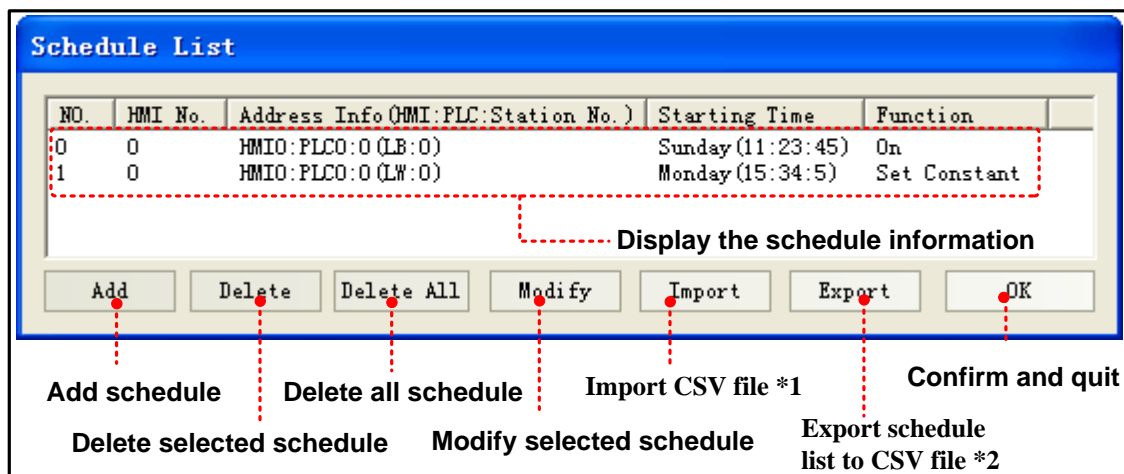 Schedule List
NO. HMI No. Address Info(HMI:PLC:Station No.) Starting Time Function
0 0 HMI0:PLC0:0(LB:0) Sunday(11:23:45) On
1 0 HMI0:PLC0:0(LW:0) Monday(15:34:5) Set Constant
Display the schedule information
Add Delete Delete All Modify Import Export OK
Add schedule Delete all schedule Import CSV file *1 Confirm and quit
Delete selected schedule Modify selected schedule Export schedule
list to CSV file *2